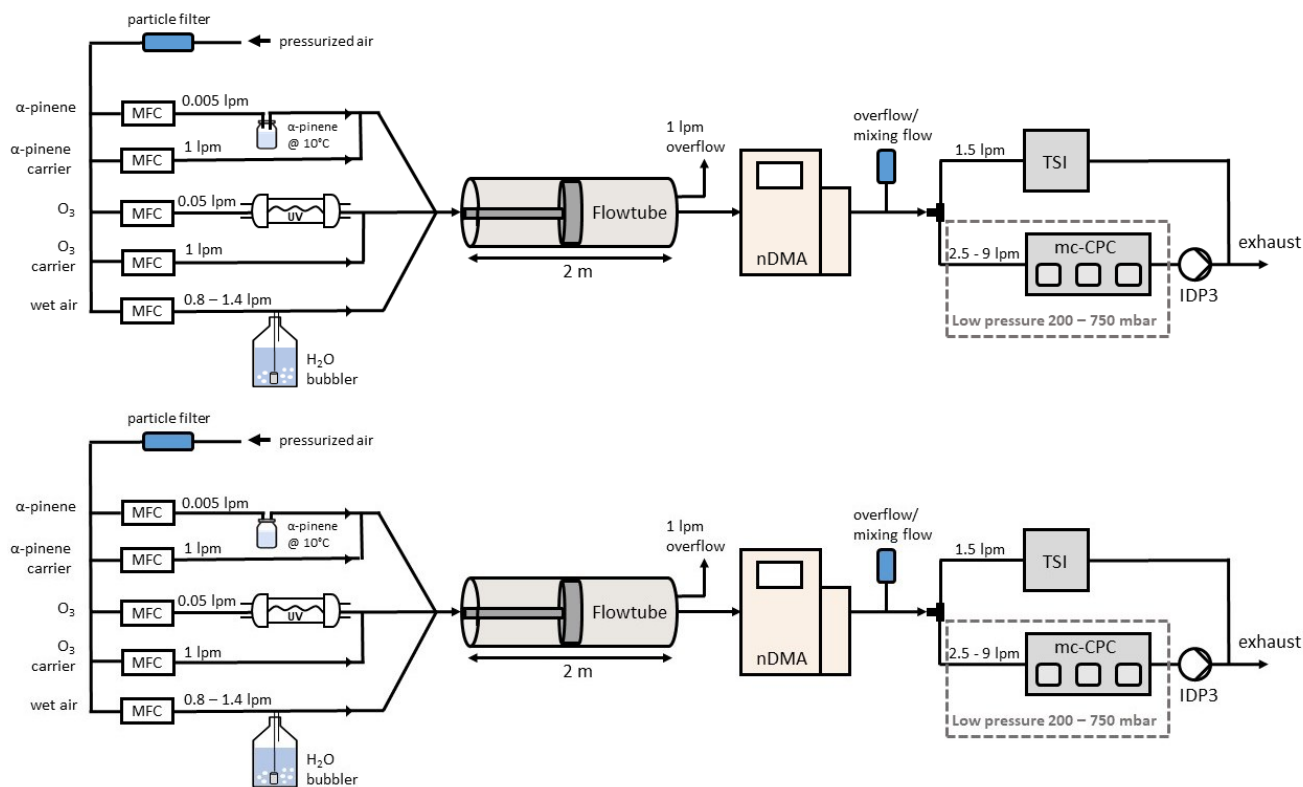 particle filter
pressurized air
α-pinene
MFC
0.005 lpm
α-pinene
@ 10°C
α-pinene
carrier
MFC
1 lpm
O3
MFC
0.05 lpm
UV
O3
carrier
MFC
1 lpm
wet air
MFC
0.8 – 1.4 lpm
H2O
bubbler
Flowtube
2 m
1 lpm
overflow
nDMA
overflow/
mixing flow
1.5 lpm
TSI
2.5 - 9 lpm
mc-CPC
Low pressure 200 – 750 mbar
IDP3
exhaust
particle filter
pressurized air
α-pinene
MFC
0.005 lpm
α-pinene
@ 10°C
α-pinene
carrier
MFC
1 lpm
O3
MFC
0.05 lpm
UV
O3
carrier
MFC
1 lpm
wet air
MFC
0.8 – 1.4 lpm
H2O
bubbler
Flowtube
2 m
1 lpm
overflow
nDMA
overflow/
mixing flow
1.5 lpm
TSI
2.5 - 9 lpm
mc-CPC
Low pressure 200 – 750 mbar
IDP3
exhaust